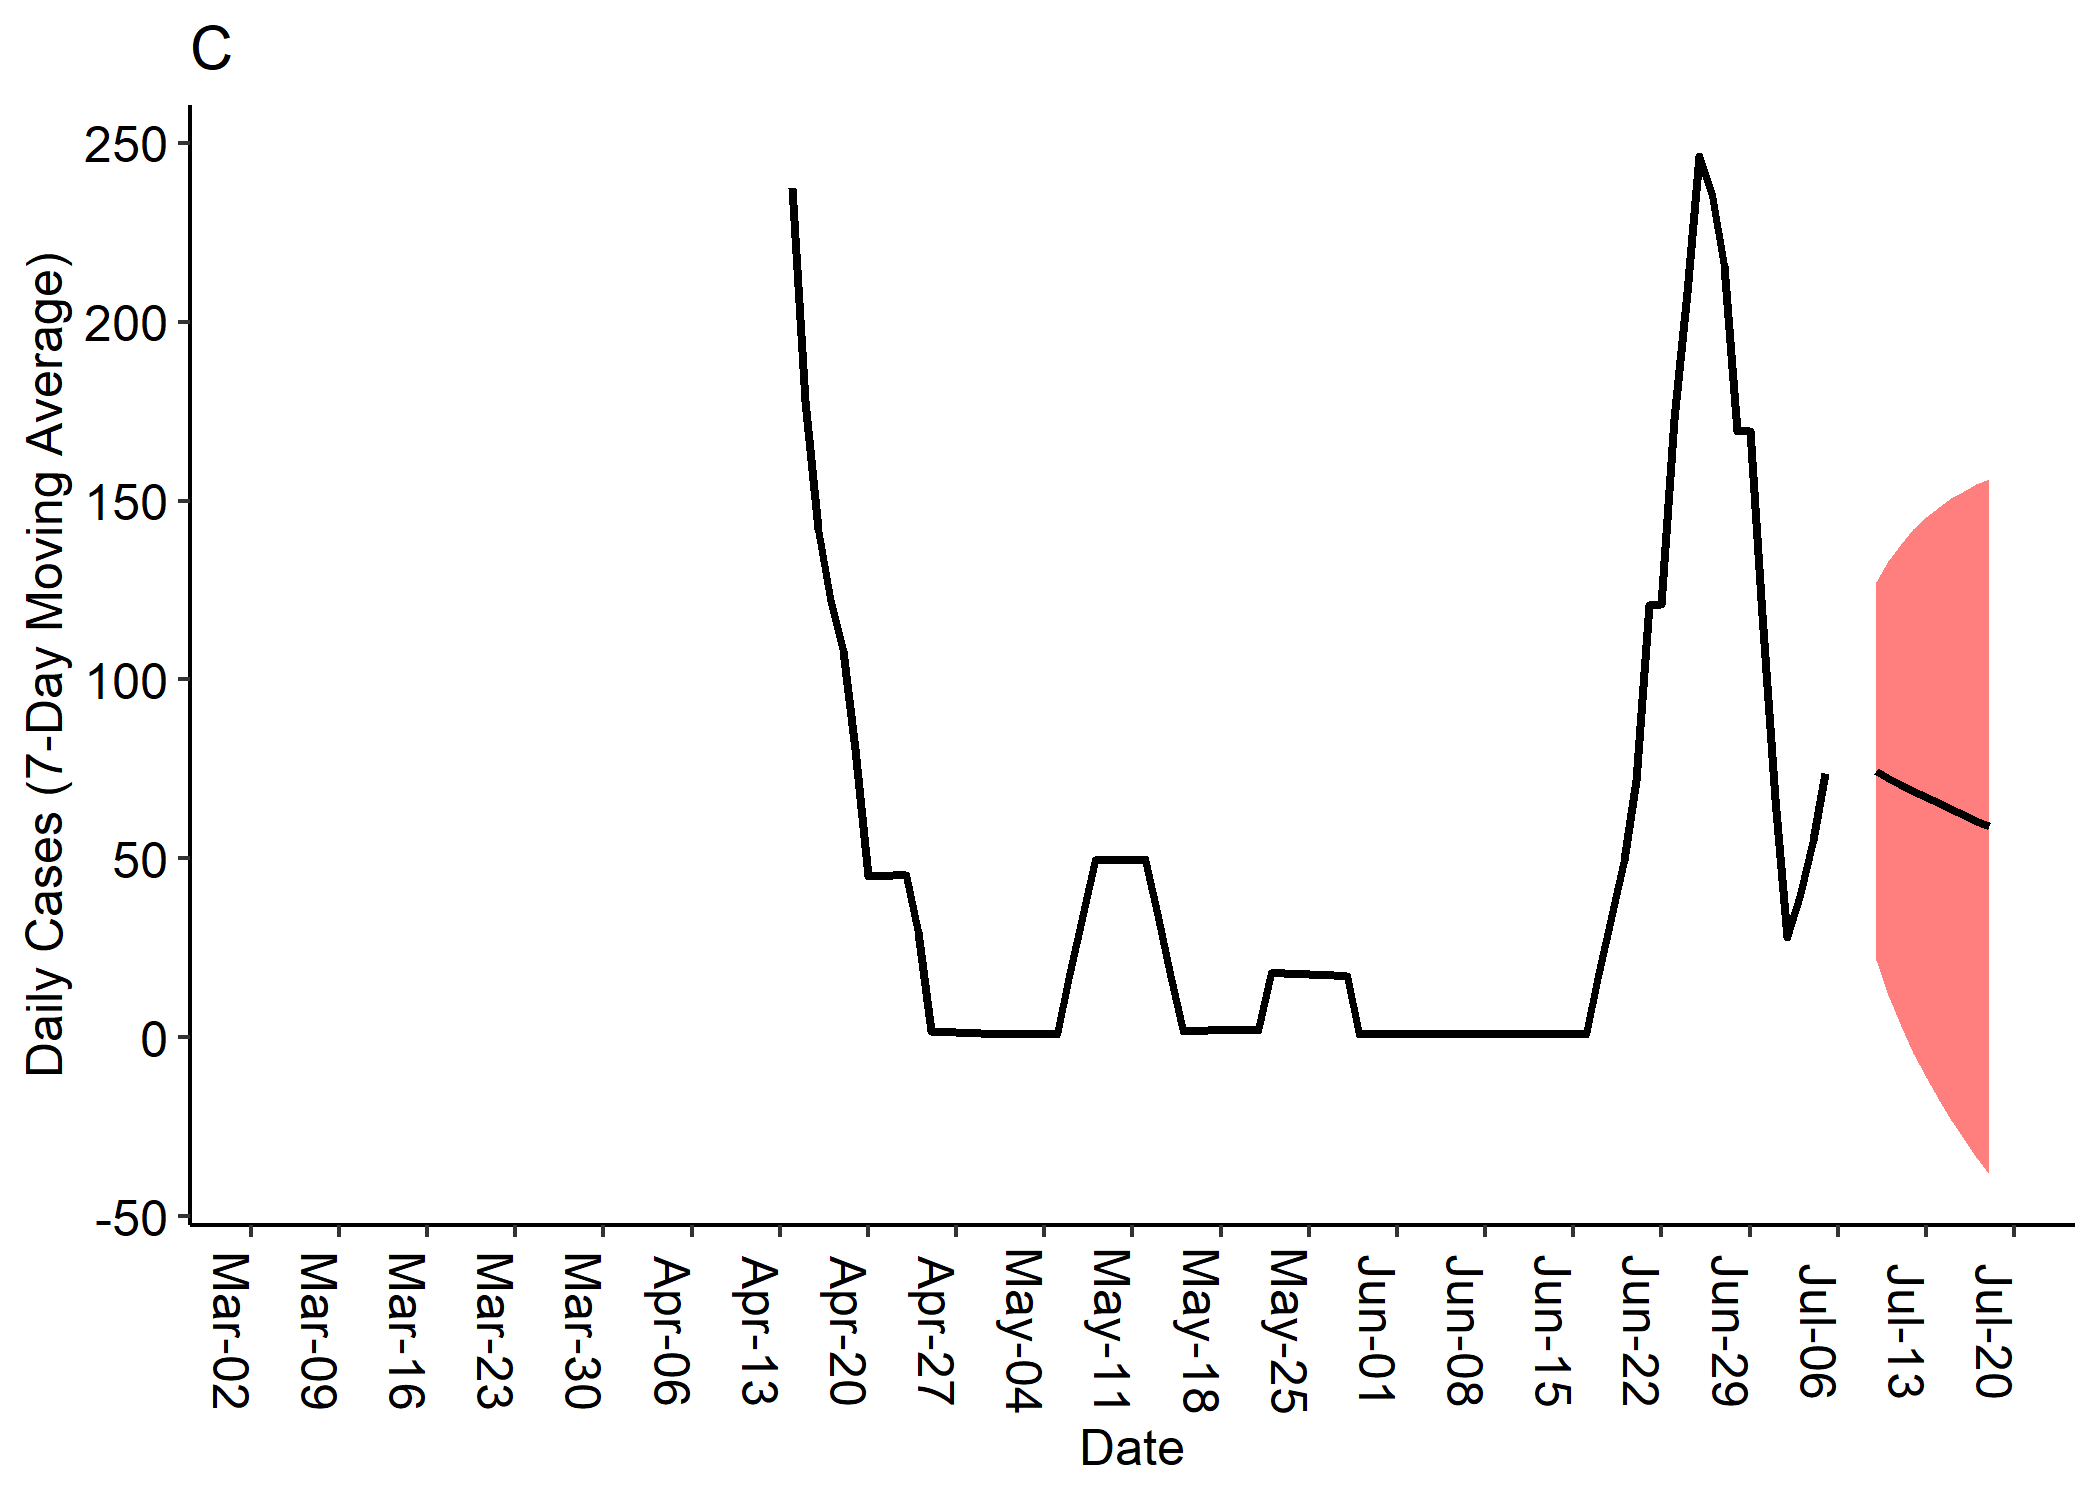 C
Daily Cases (7-Day Moving Average)
250
200
150
100
50
0
-50
Mar-02
Mar-09
Mar-16
Mar-23
Mar-30
Apr-06
Apr-13
Apr-20
Apr-27
May-04
May-11
May-18
May-25
Jun-01
Jun-08
Jun-15
Jun-22
Jun-29
Jul-06
Jul-13
Jul-20
Date